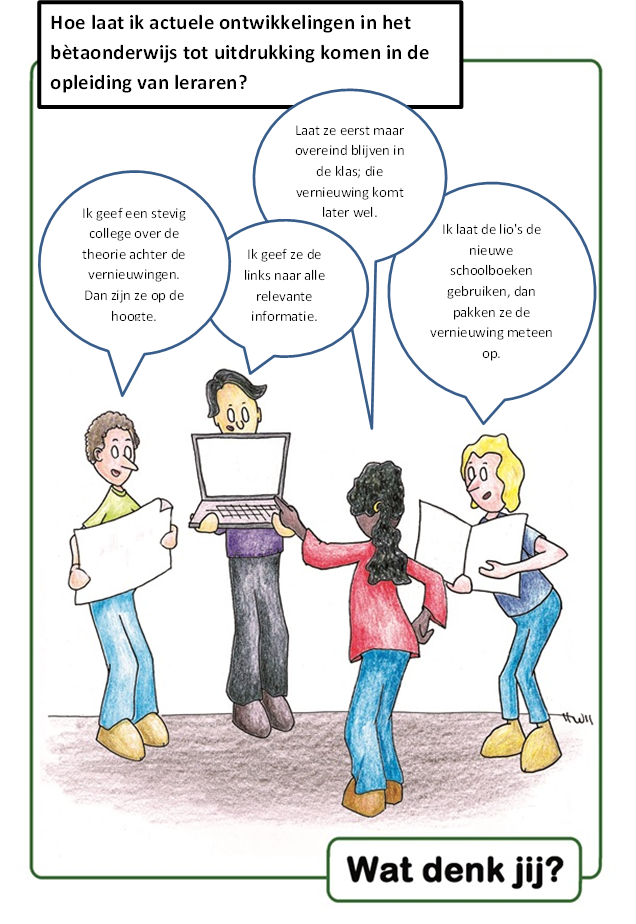 Hoe laat ik actuele ontwikkelingen in het
bètaonderwijs tot uitdrukking komen in de
opleiding van leraren?
Laat ze eerst maar
overeind blijven in
de klas; die
vernieuwing komt
later wel.
Ik geef een stevig
college over de
theorie achter de
vernieuwingen.
Dan zijn ze op de
hoogte.
Ik geef ze de
links naar alle
relevante
informatie.
Ik laat de lio's de
nieuwe
schoolboeken
gebruiken, dan
pakken ze de
vernieuwing meteen
op.
Wat denk jij?